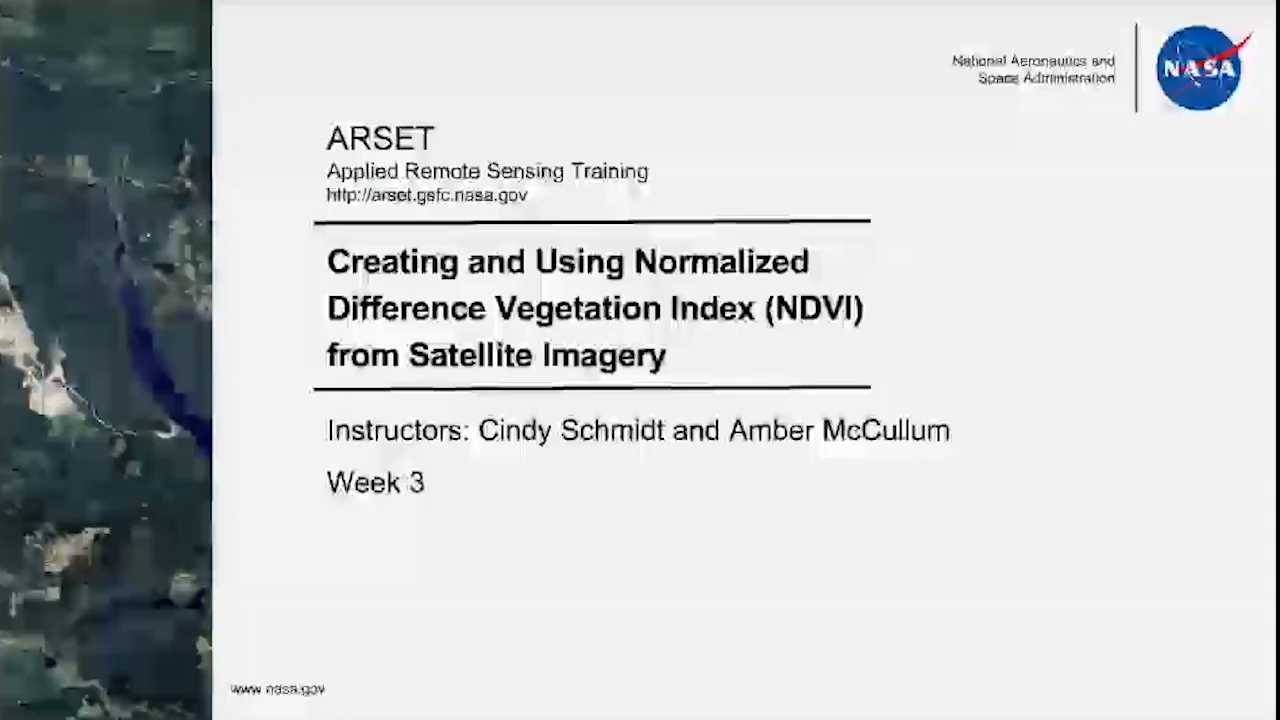 National Aeronautics and
Space Administration
NASA
ARSET
Applied Remote Sensing Training
http://arset.gsfc.nasa.gov
Creating and Using Normalized
Difference Vegetation Index (NDVI)
from Satellite Imagery
Instructors: Cindy Schmidt and Amber McCullum
Week 3
www.nasa.gov